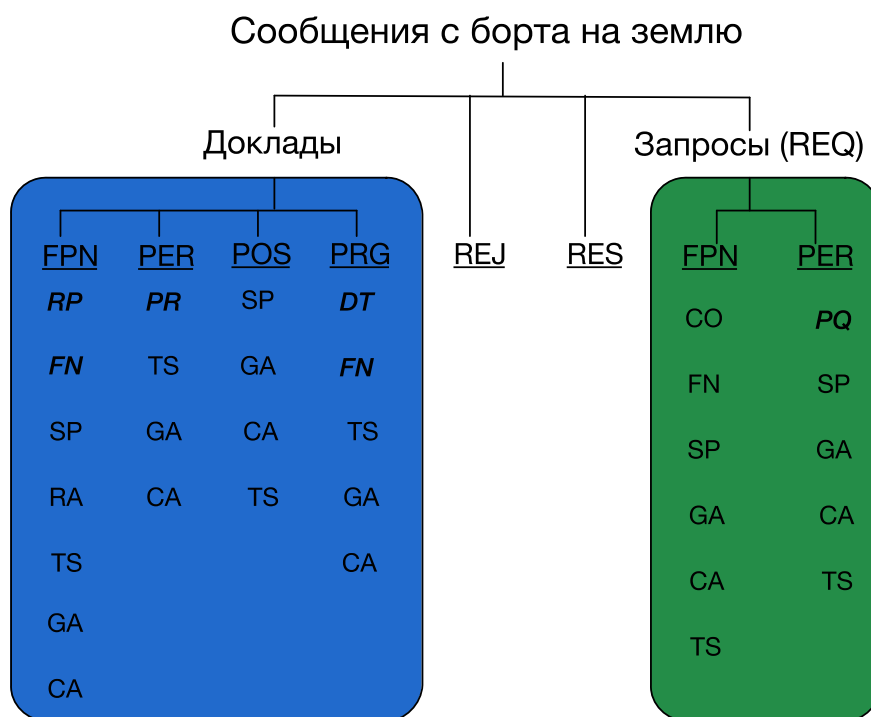 Сообщения с борта на землю
Доклады
Запросы (REQ)
FPN PER POS PRG REJ RES FPN PER
RP PR SP DT CO PQ
FN TS GA FN FN SP
SP GA CA TS SP GA
RA CA TS GA GA CA
TS CA CA TS
GA TS
CA